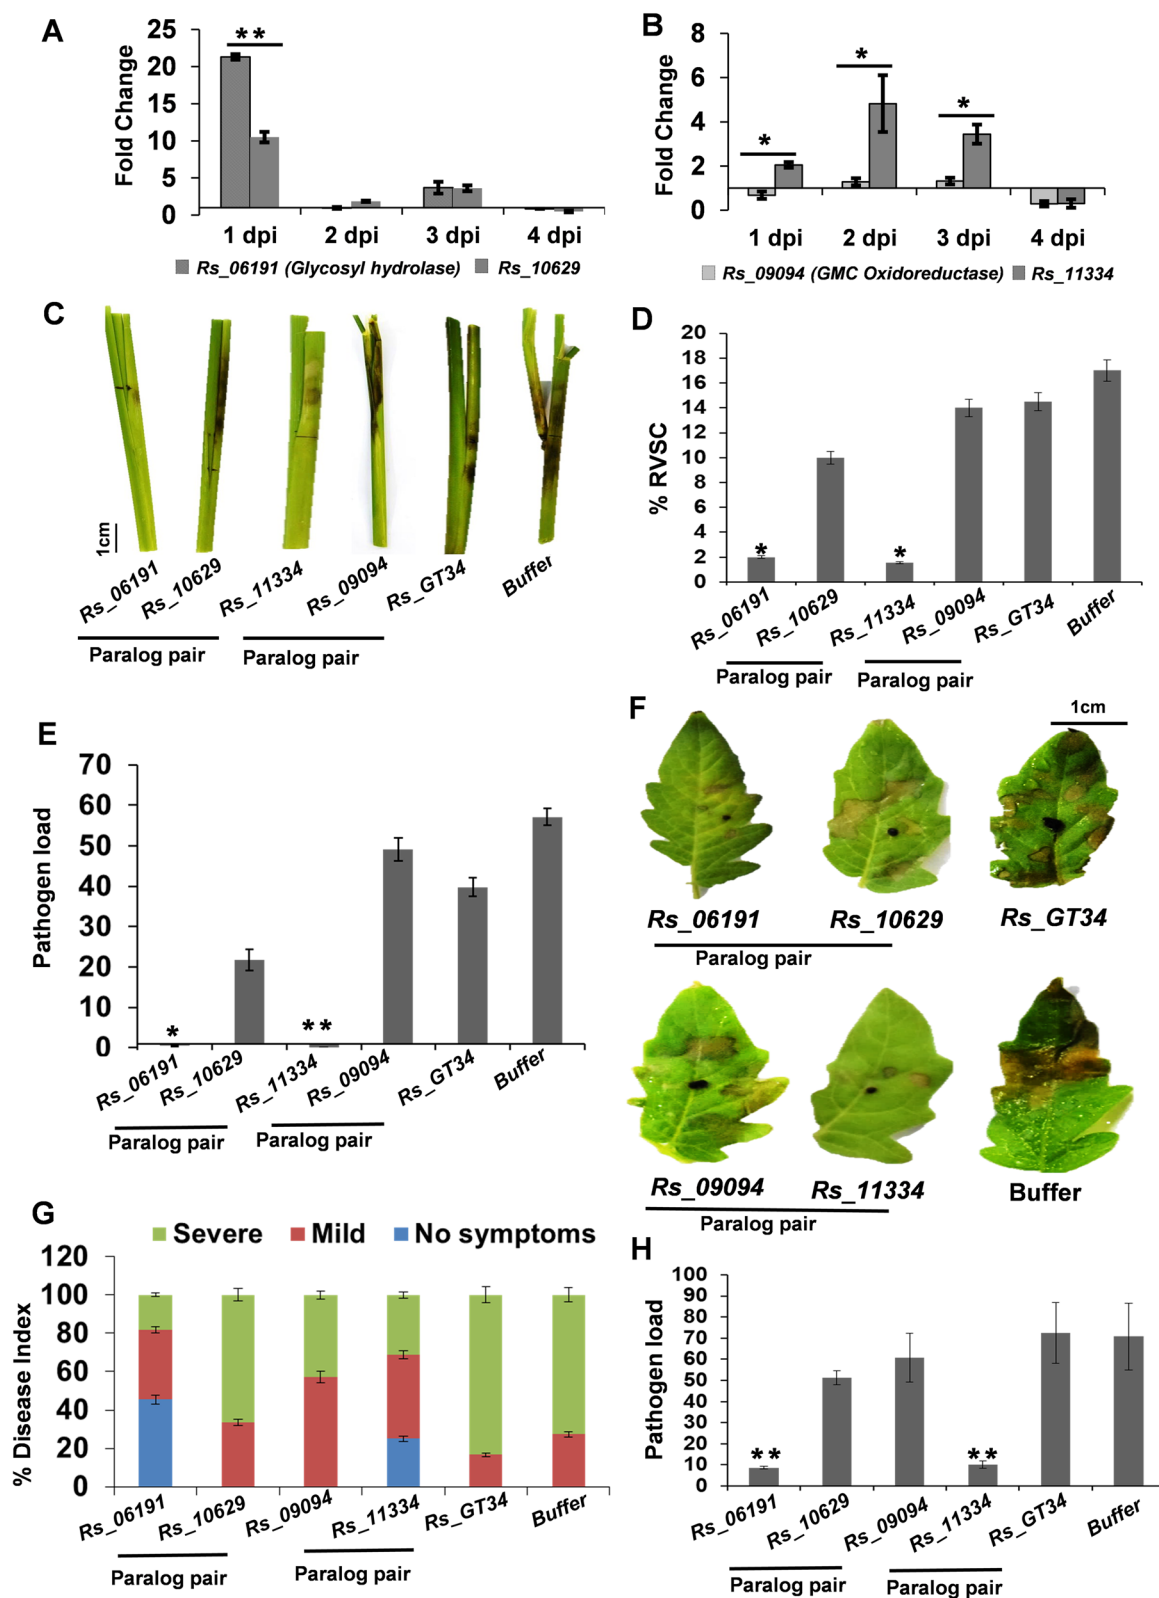 A
Fold Change
25
20
15
10
5
0
**
1 dpi 2 dpi 3 dpi 4 dpi
Rs_06191 (Glycosyl hydrolase) Rs_10629
B
Fold Change
8
6
4
2
0
*
*
*
1 dpi 2 dpi 3 dpi 4 dpi
Rs_09094 (GMC Oxidoreductase) Rs_11334
C
1cm
Rs_06191 Rs_10629 Rs_11334 Rs_09094 Rs_GT34 Buffer
Paralog pair Paralog pair
D
% RVSC
20
18
16
14
12
10
8
6
4
2
0
* *
Rs_06191 Rs_10629 Rs_11334 Rs_09094 Rs_GT34 Buffer
Paralog pair Paralog pair
E
Pathogen load
70
60
50
40
30
20
10
0
* **
Rs_06191 Rs_10629 Rs_11334 Rs_09094 Rs_GT34 Buffer
Paralog pair Paralog pair
F
1cm
Rs_06191 Rs_10629 Rs_GT34
Paralog pair
Rs_09094 Rs_11334 Buffer
Paralog pair
G
Severe Mild No symptoms
% Disease Index
120
100
80
60
40
20
0
Rs_06191 Rs_10629 Rs_09094 Rs_11334 Rs_GT34 Buffer
Paralog pair Paralog pair
H
Pathogen load
100
90
80
70
60
50
40
30
20
10
0
** **
Rs_06191 Rs_10629 Rs_09094 Rs_11334 Rs_GT34 Buffer
Paralog pair Paralog pair